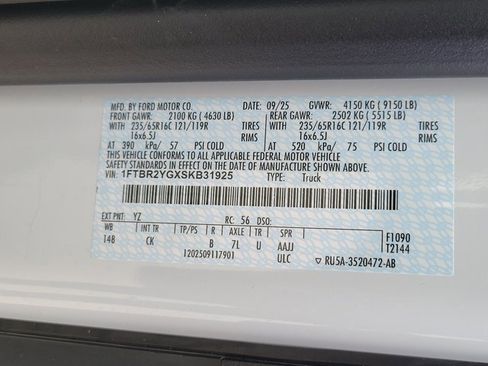 MFD. BY FORD MOTOR CO. 09/25 GVWR: 4150 KG ( 9150 LB)
FRONT GAWR: 2100 KG ( 4630 LB) REAR GAWR: 2502 KG ( 5515 LB)
WITH 235/65R16C 121/119R TIRES WITH 235/65R16C 121/119R TIRES
16x6.5J RIMS 16x6.5J RIMS
AT 390 kPa/ 57 PSI COLD AT 520 kPa/ 75 PSI COLD
THIS VEHICLE CONFORMS TO ALL APPLICABLE FEDERAL MOTOR VEHICLE
SAFETY STANDARDS IN EFFECT ON THE DATE OF MANUFACTURE SHOWN ABOVE.
VIN: 1FTBR2YGXSKB31925 TYPE: Truck
EXT PNT: YZ RC: 56 DSO:
WB INT TR TP/PS R AXLE TR SPR F1090
148 CK B 7L U AAJJ T2144
1202509117901 ULC ▽ RU5A-3520472-AB